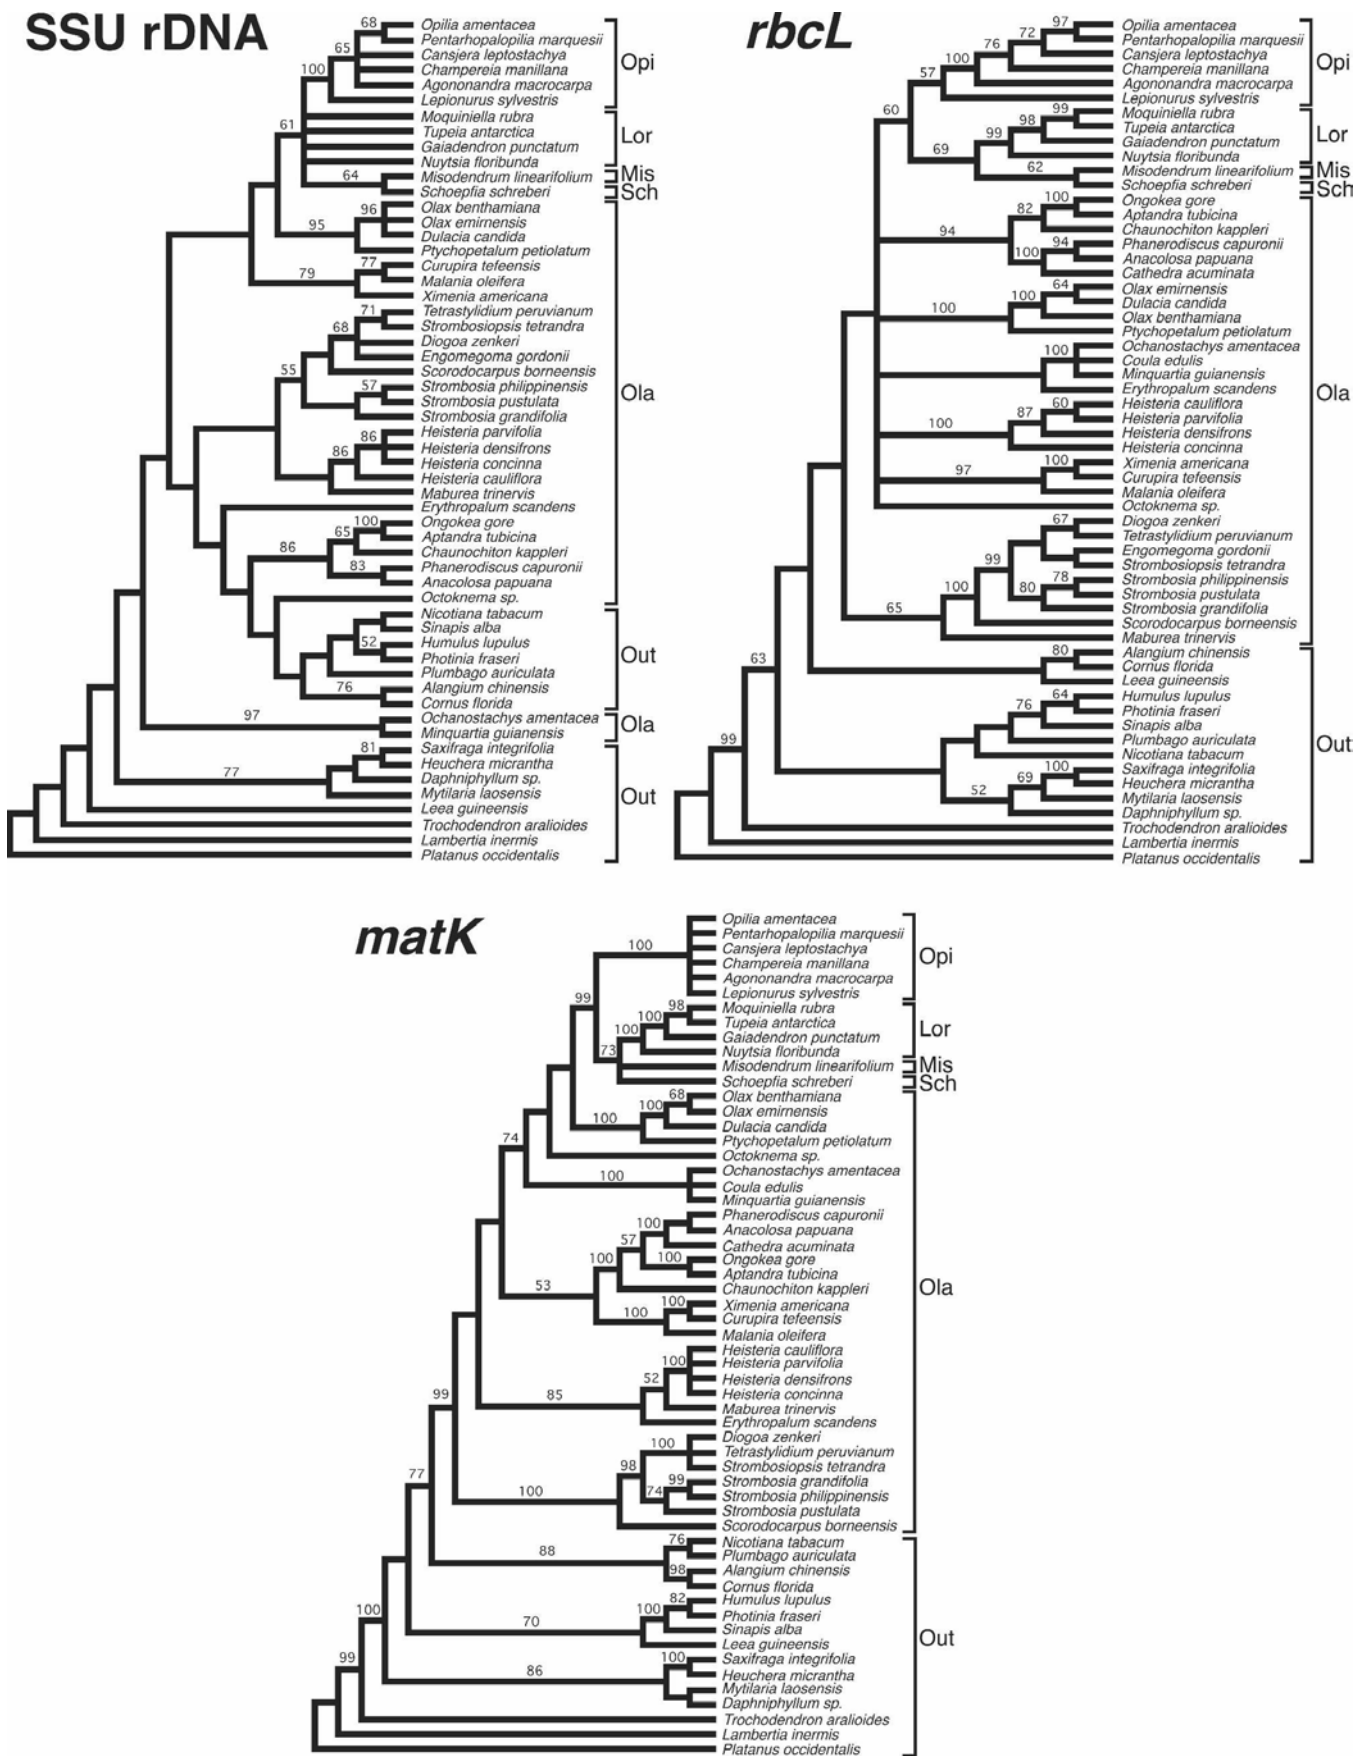 SSU rDNA
68
Opilia amentacea
Pentarhopalopilia marquesii
65
Cansjera leptostachya
100
Champereia manillana
Agononandra macrocarpa
Lepionurus sylvestris
Opi
Moquiniella rubra
61
Tupeia antarctica
Gaiadendron punctatum
Nuytsia floribunda
Lor
64
Misodendrum linearifolium
Mis
Schoepfia schreberi
Sch
96
Olax benthamiana
Olax emirnensis
95
Dulacia candida
Ptychopetalum petiolatum
77
Curupira tefeensis
79
Malania oleifera
Ximenia americana
71
Tetrastylidium peruvianum
68
Strombosiopsis tetrandra
Diogoa zenkeri
Engomegoma gordonii
55
Scorodocarpus borneensis
57
Strombosia philippinensis
Strombosia pustulata
Strombosia grandifolia
Ola
86
Heisteria parvifolia
86
Heisteria densifrons
Heisteria concinna
Heisteria cauliflora
Maburea trinervis
Erythropalum scandens
100
Ongokea gore
65
Aptandra tubicina
86
Chaunochiton kappleri
83
Phanerodiscus capuronii
Anacolosa papuana
Octoknema sp.
Nicotiana tabacum
Sinapis alba
52
Humulus lupulus
Photinia fraseri
Plumbago auriculata
76
Alangium chinensis
Cornus florida
Out
97
Ochanostachys amentacea
Minquartia guianensis
Ola
81
Saxifraga integrifolia
Heuchera micrantha
77
Daphniphyllum sp.
Mytilaria laosensis
Leea guineensis
Trochodendron aralioides
Lambertia inermis
Platanus occidentalis
Out
rbcL
97
Opilia amentacea
72
Pentarhopalopilia marquesii
76
Cansjera leptostachya
100
Champereia manillana
57
Agononandra macrocarpa
Lepionurus sylvestris
Opi
60
99
Moquiniella rubra
98
Tupeia antarctica
99
Gaiadendron punctatum
69
Nuytsia floribunda
Lor
62
Misodendrum linearifolium
Mis
Schoepfia schreberi
Sch
100
Ongokea gore
82
Aptandra tubicina
94
Chaunochiton kappleri
94
Phanerodiscus capuronii
100
Anacolosa papuana
Cathedra acuminata
64
Olax emirnensis
100
Dulacia candida
100
Olax benthamiana
Ptychopetalum petiolatum
100
Ochanostachys amentacea
Coula edulis
Minquartia guianensis
Erythropalum scandens
Ola
60
Heisteria cauliflora
87
Heisteria parvifolia
100
Heisteria densifrons
Heisteria concinna
100
Ximenia americana
97
Curupira tefeensis
Malania oleifera
Octoknema sp.
67
Diogoa zenkeri
Tetrastylidium peruvianum
99
Engomegoma gordonii
Strombosiopsis tetrandra
100
78
Strombosia philippinensis
80
Strombosia pustulata
65
Strombosia grandifolia
Scorodocarpus borneensis
Maburea trinervis
63
80
Alangium chinensis
Cornus florida
Leea guineensis
64
Humulus lupulus
76
Photinia fraseri
Sinapis alba
99
Plumbago auriculata
Nicotiana tabacum
100
Saxifraga integrifolia
69
Heuchera micrantha
52
Mytilaria laosensis
Daphniphyllum sp.
Trochodendron aralioides
Lambertia inermis
Platanus occidentalis
Out
matK
Opilia amentacea
Pentarhopalopilia marquesii
100
Cansjera leptostachya
Champereia manillana
Agononandra macrocarpa
Lepionurus sylvestris
Opi
99
98
Moquiniella rubra
100
Tupeia antarctica
100
Gaiadendron punctatum
73
Nuytsia floribunda
Lor
Misodendrum linearifolium
Mis
Schoepfia schreberi
Sch
68
Olax benthamiana
100
Olax emirnensis
100
Dulacia candida
Ptychopetalum petiolatum
74
Octoknema sp.
100
Ochanostachys amentacea
Coula edulis
Minquartia guianensis
Phanerodiscus capuronii
100
Anacolosa papuana
57
Cathedra acuminata
100
100
Ongokea gore
Aptandra tubicina
53
Chaunochiton kappleri
Ola
100
Ximenia americana
100
Curupira tefeensis
Malania oleifera
Heisteria cauliflora
100
Heisteria parvifolia
52
Heisteria densifrons
85
Heisteria concinna
99
Maburea trinervis
Erythropalum scandens
Diogoa zenkeri
100
Tetrastylidium peruvianum
98
Strombosiopsis tetrandra
99
Strombosia grandifolia
77
100
74
Strombosia philippinensis
Strombosia pustulata
Scorodocarpus borneensis
76
Nicotiana tabacum
88
Plumbago auriculata
98
Alangium chinensis
Cornus florida
82
Humulus lupulus
100
100
Photinia fraseri
70
Sinapis alba
Leea guineensis
Out
99
100
Saxifraga integrifolia
86
Heuchera micrantha
Mytilaria laosensis
Daphniphyllum sp.
Trochodendron aralioides
Lambertia inermis
Platanus occidentalis